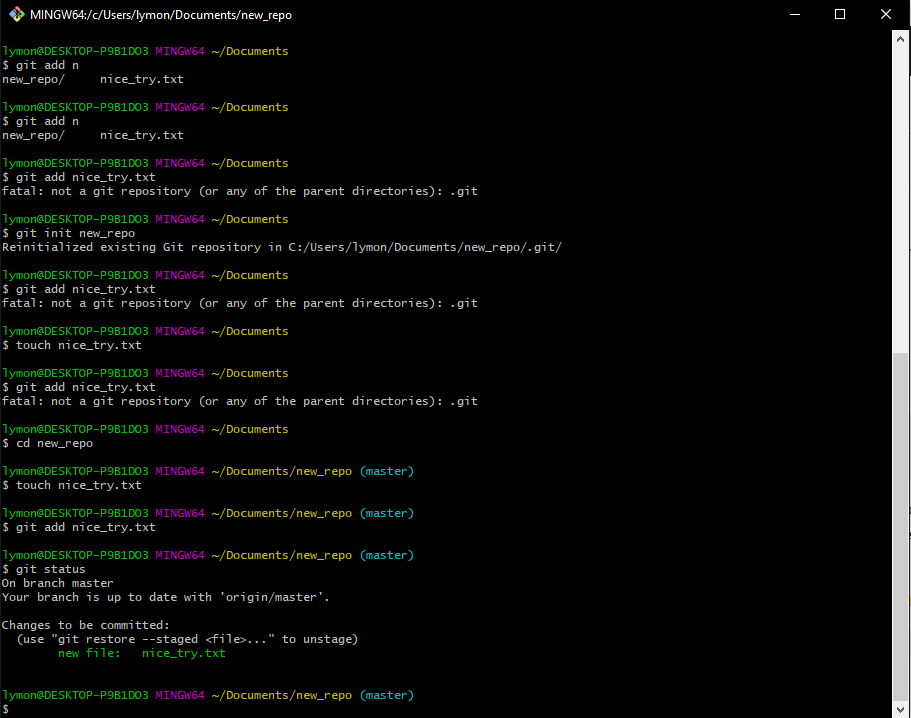 MINGW64:/c/Users/lymon/Documents/new_repo
lymon@DESKTOP-P9B1DO3 MINGW64 ~/Documents
$ git add n
new_repo/     nice_try.txt
lymon@DESKTOP-P9B1DO3 MINGW64 ~/Documents
$ git add n
new_repo/     nice_try.txt
lymon@DESKTOP-P9B1DO3 MINGW64 ~/Documents
$ git add nice_try.txt
fatal: not a git repository (or any of the parent directories): .git
lymon@DESKTOP-P9B1DO3 MINGW64 ~/Documents
$ git init new_repo
Reinitialized existing Git repository in C:/Users/lymon/Documents/new_repo/.git/
lymon@DESKTOP-P9B1DO3 MINGW64 ~/Documents
$ git add nice_try.txt
fatal: not a git repository (or any of the parent directories): .git
lymon@DESKTOP-P9B1DO3 MINGW64 ~/Documents
$ touch nice_try.txt
lymon@DESKTOP-P9B1DO3 MINGW64 ~/Documents
$ git add nice_try.txt
fatal: not a git repository (or any of the parent directories): .git
lymon@DESKTOP-P9B1DO3 MINGW64 ~/Documents
$ cd new_repo
lymon@DESKTOP-P9B1DO3 MINGW64 ~/Documents/new_repo (master)
$ touch nice_try.txt
lymon@DESKTOP-P9B1DO3 MINGW64 ~/Documents/new_repo (master)
$ git add nice_try.txt
lymon@DESKTOP-P9B1DO3 MINGW64 ~/Documents/new_repo (master)
$ git status
On branch master
Your branch is up to date with 'origin/master'.
Changes to be committed:
  (use "git restore --staged <file>..." to unstage)
        new file:   nice_try.txt
lymon@DESKTOP-P9B1DO3 MINGW64 ~/Documents/new_repo (master)
$